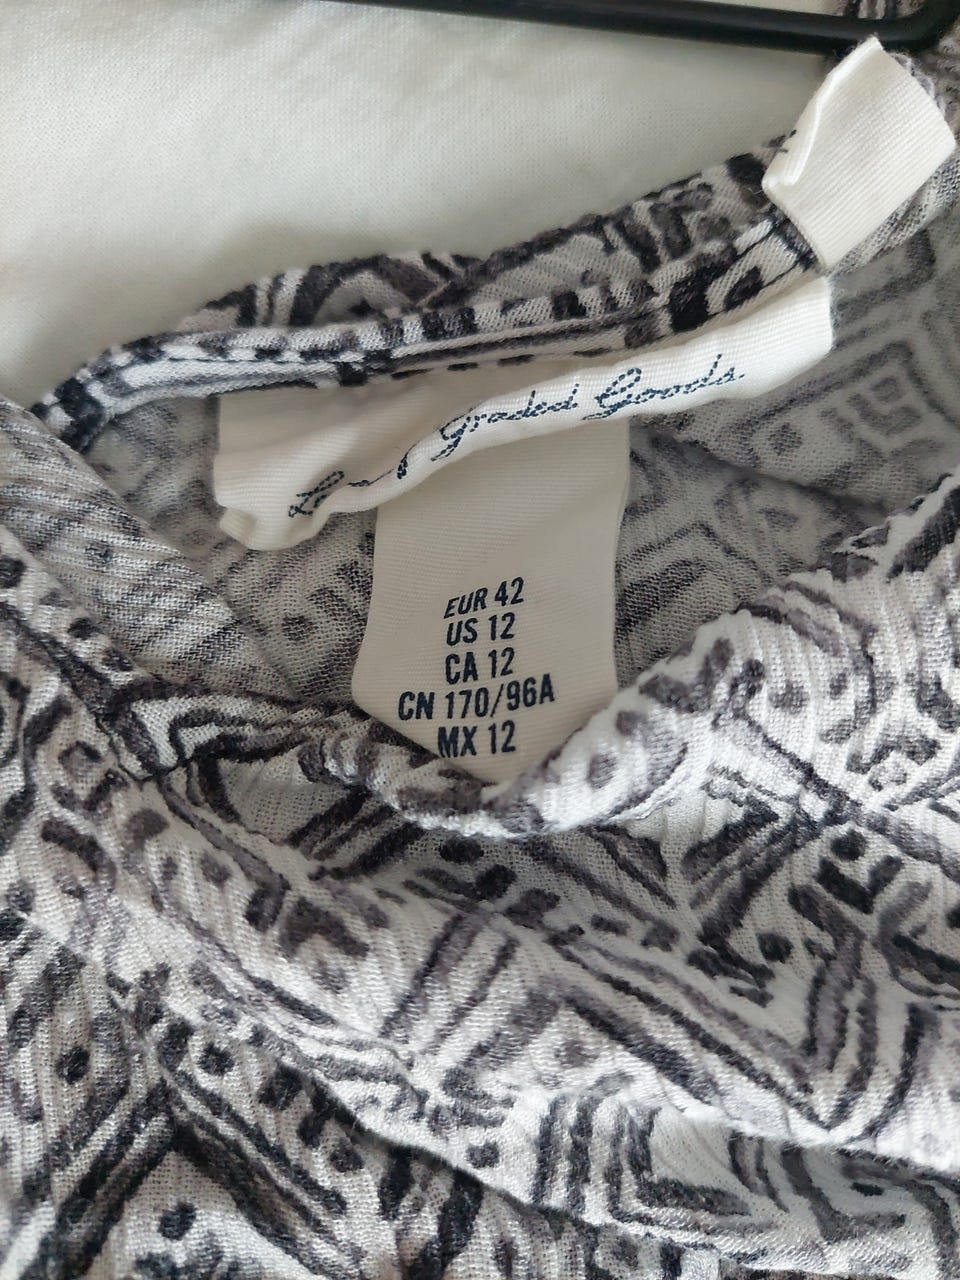 Graded Goods
EUR 42
US 12
CA 12
CN 170/96A
MX 12